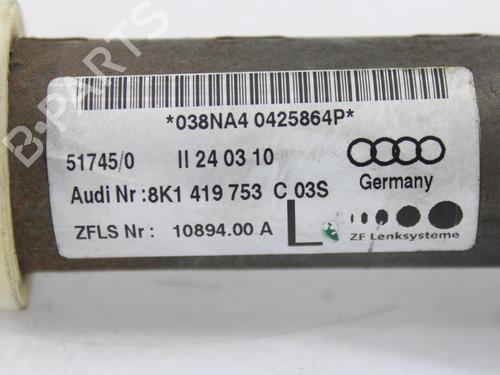 B-PARTS
*038NA4 0425864P*
51745/0 II 24 03 10
Germany
Audi Nr :8K1 419 753 C 03S
ZFLS Nr : 10894.00 A L
ZF Lenksysteme